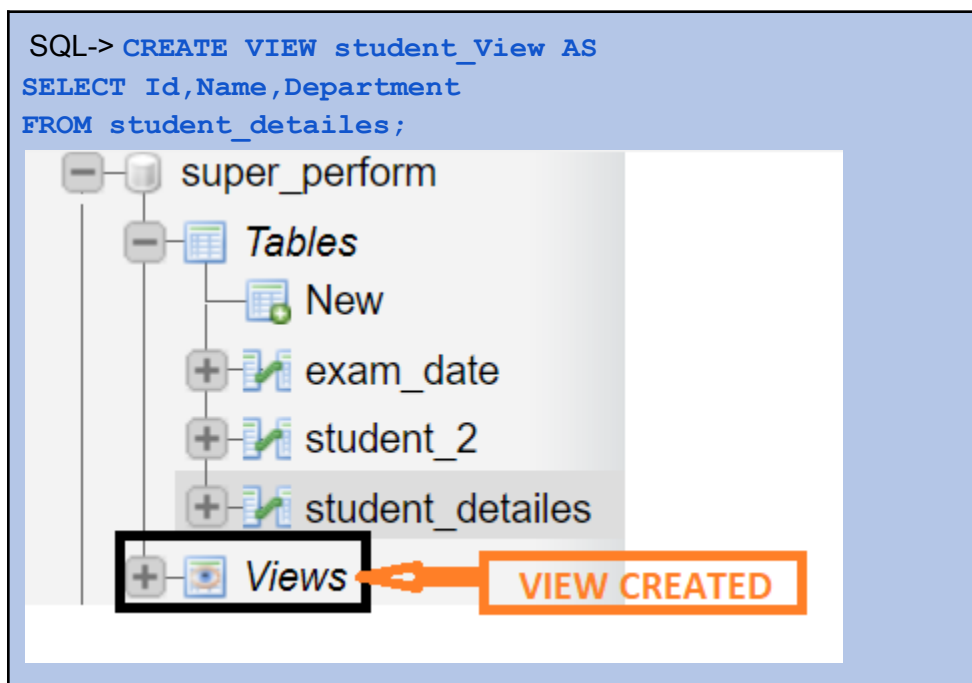 SQL-> CREATE VIEW student_View AS
SELECT Id,Name,Department
FROM student_detailes;
super_perform
Tables
New
exam_date
student_2
student_detailes
Views
VIEW CREATED